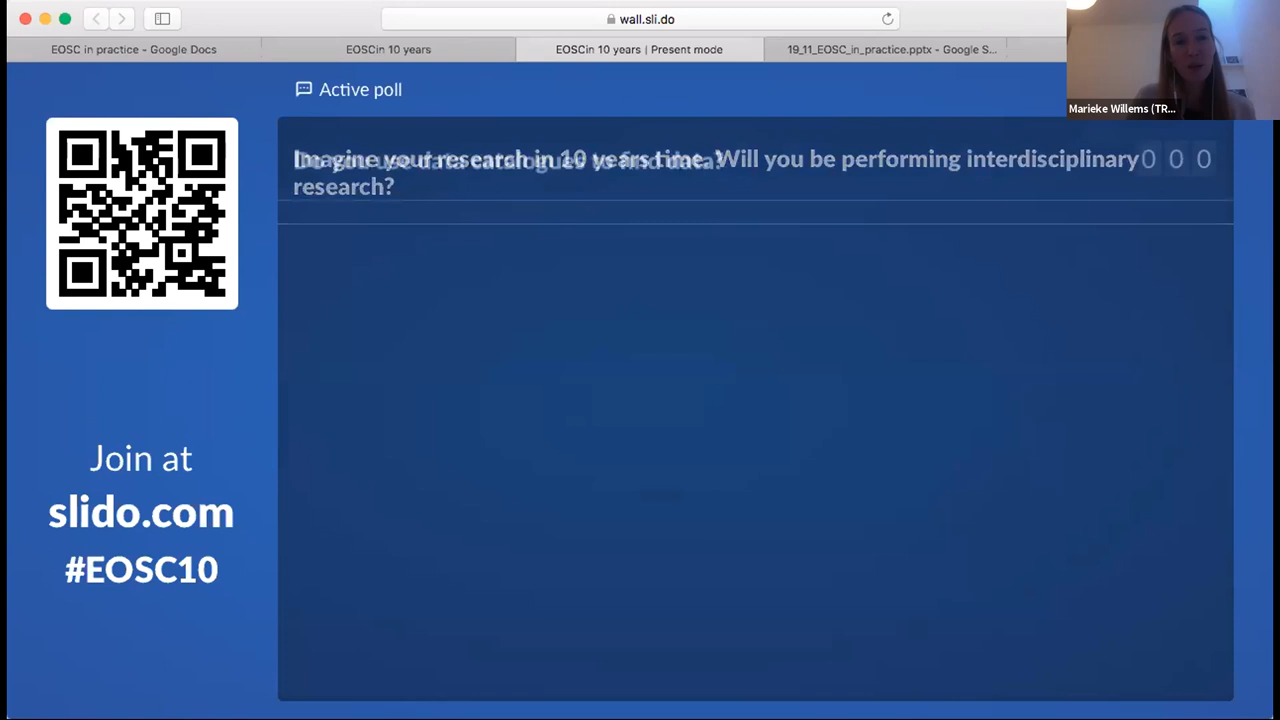 wall.sli.do
EOSC in practice - Google Docs
EOSCin 10 years
EOSCin 10 years | Present mode
19_11_EOSC_in_practice.pptx - Google S...
Marieke Willems (TR...
Active poll
Imagine your research in 10 years time. Will you be performing interdisciplinary
research?
0 0 0
Join at
slido.com
#EOSC10